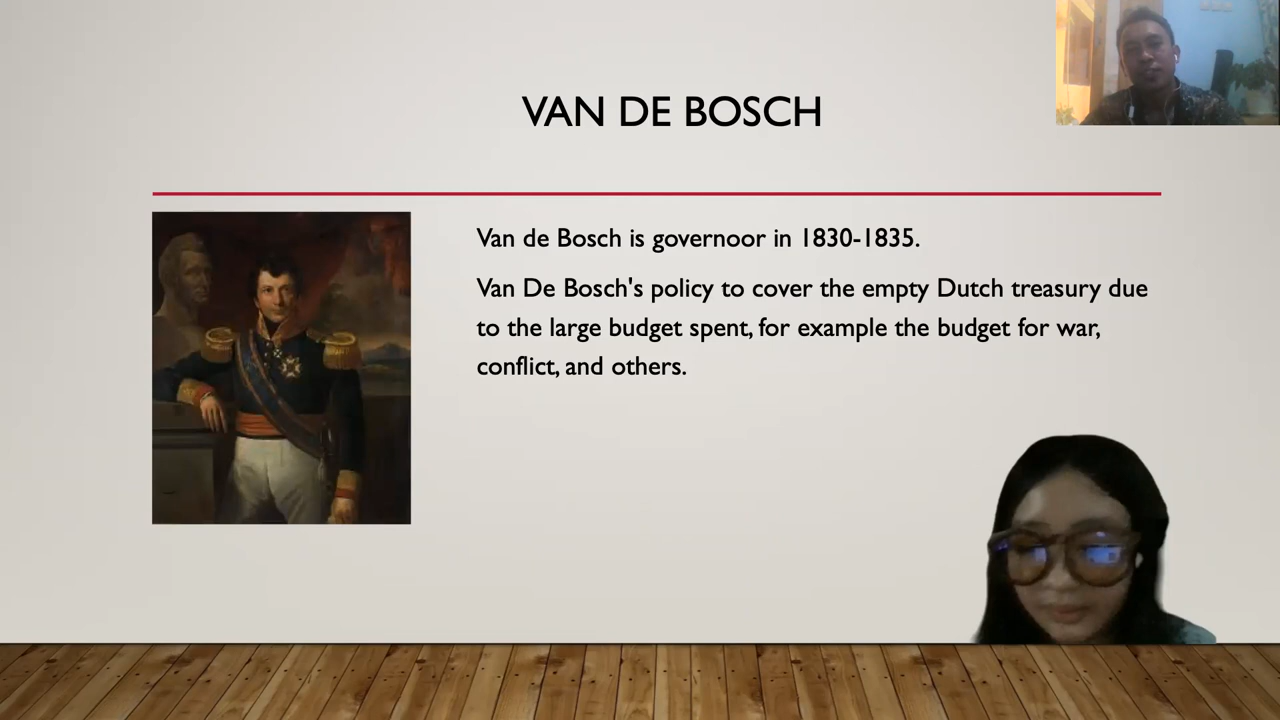 VAN DE BOSCH
Van de Bosch is governoor in 1830-1835.
Van De Bosch's policy to cover the empty Dutch treasury due
to the large budget spent, for example the budget for war,
conflict, and others.